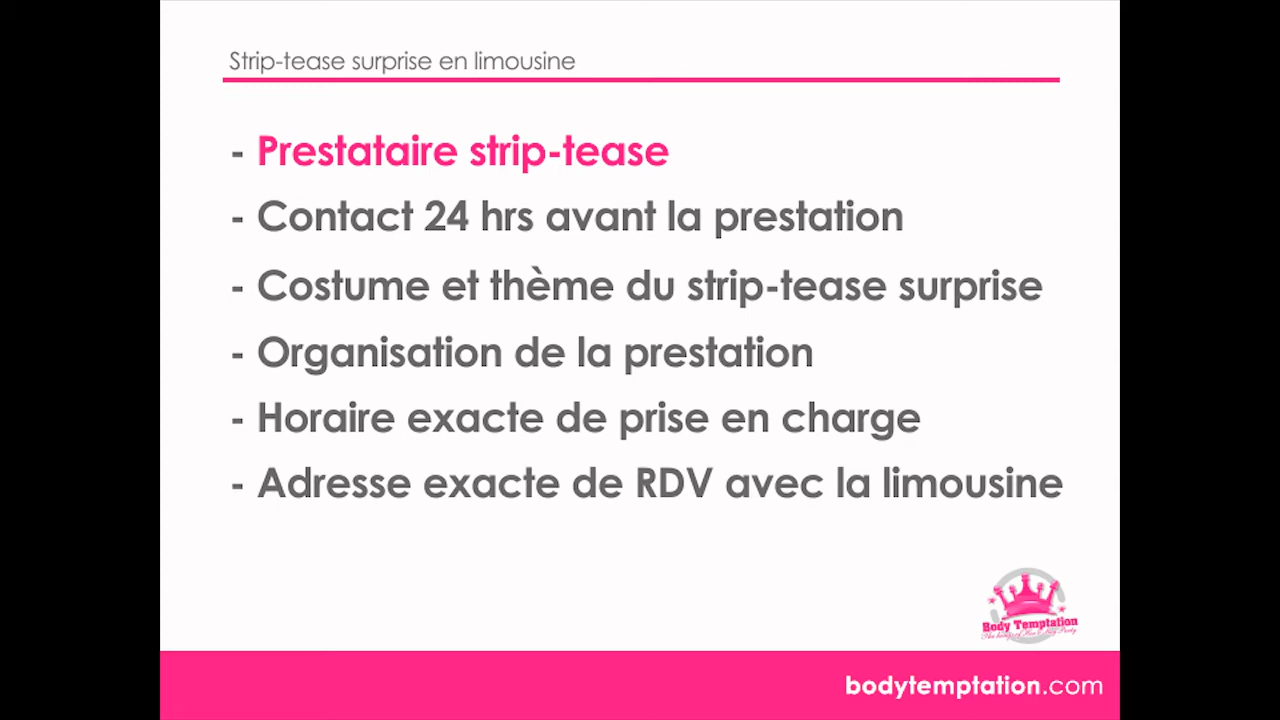 Strip-tease surprise en limousine
- Prestataire strip-tease
- Contact 24 hrs avant la prestation
- Costume et thème du strip-tease surprise
- Organisation de la prestation
- Horaire exacte de prise en charge
- Adresse exacte de RDV avec la limousine
Body Temptation
bodytemptation.com